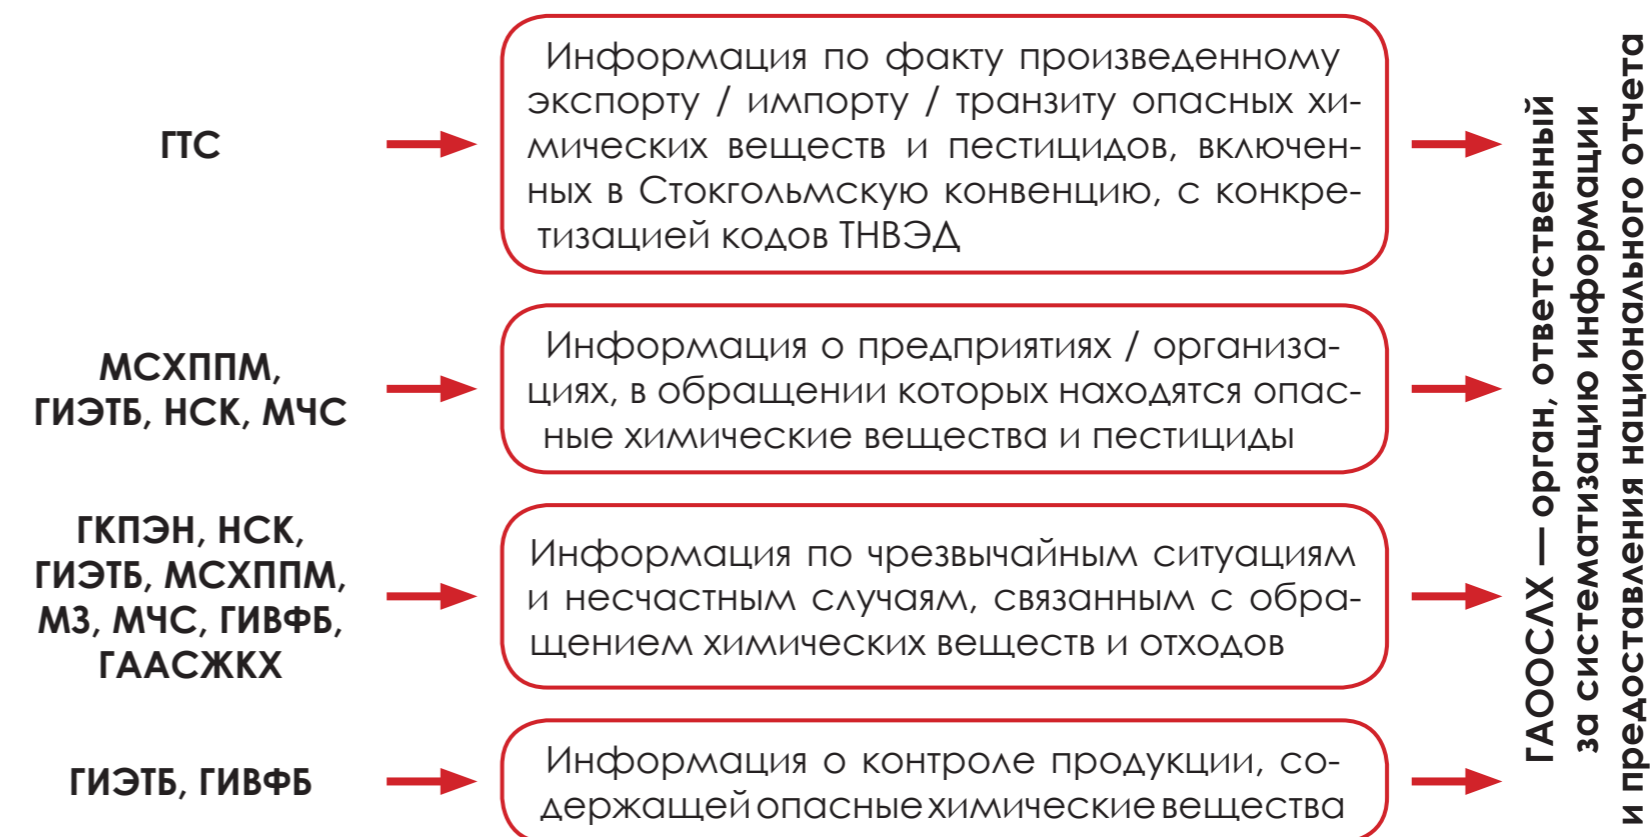 ГТС
Информация по факту произведенному
экспорту / импорту / транзиту опасных хи-
мических веществ и пестицидов, включен-
ных в Стокгольмскую конвенцию, с конкре-
тизацией кодов ТНВЭД
МСХППМ,
ГИЭТБ, НСК, МЧС
Информация о предприятиях / организа-
циях, в обращении которых находятся опас-
ные химические вещества и пестициды
ГКПЭН, НСК,
ГИЭТБ, МСХППМ,
МЗ, МЧС, ГИВФБ,
ГААСЖКХ
Информация по чрезвычайным ситуациям
и несчастным случаям, связанным с обра-
щением химических веществ и отходов
ГИЭТБ, ГИВФБ
Информация о контроле продукции, со-
держащей опасные химические вещества
ГАООСЛХ — орган, ответственный
за систематизацию информации
и предоставления национального отчета